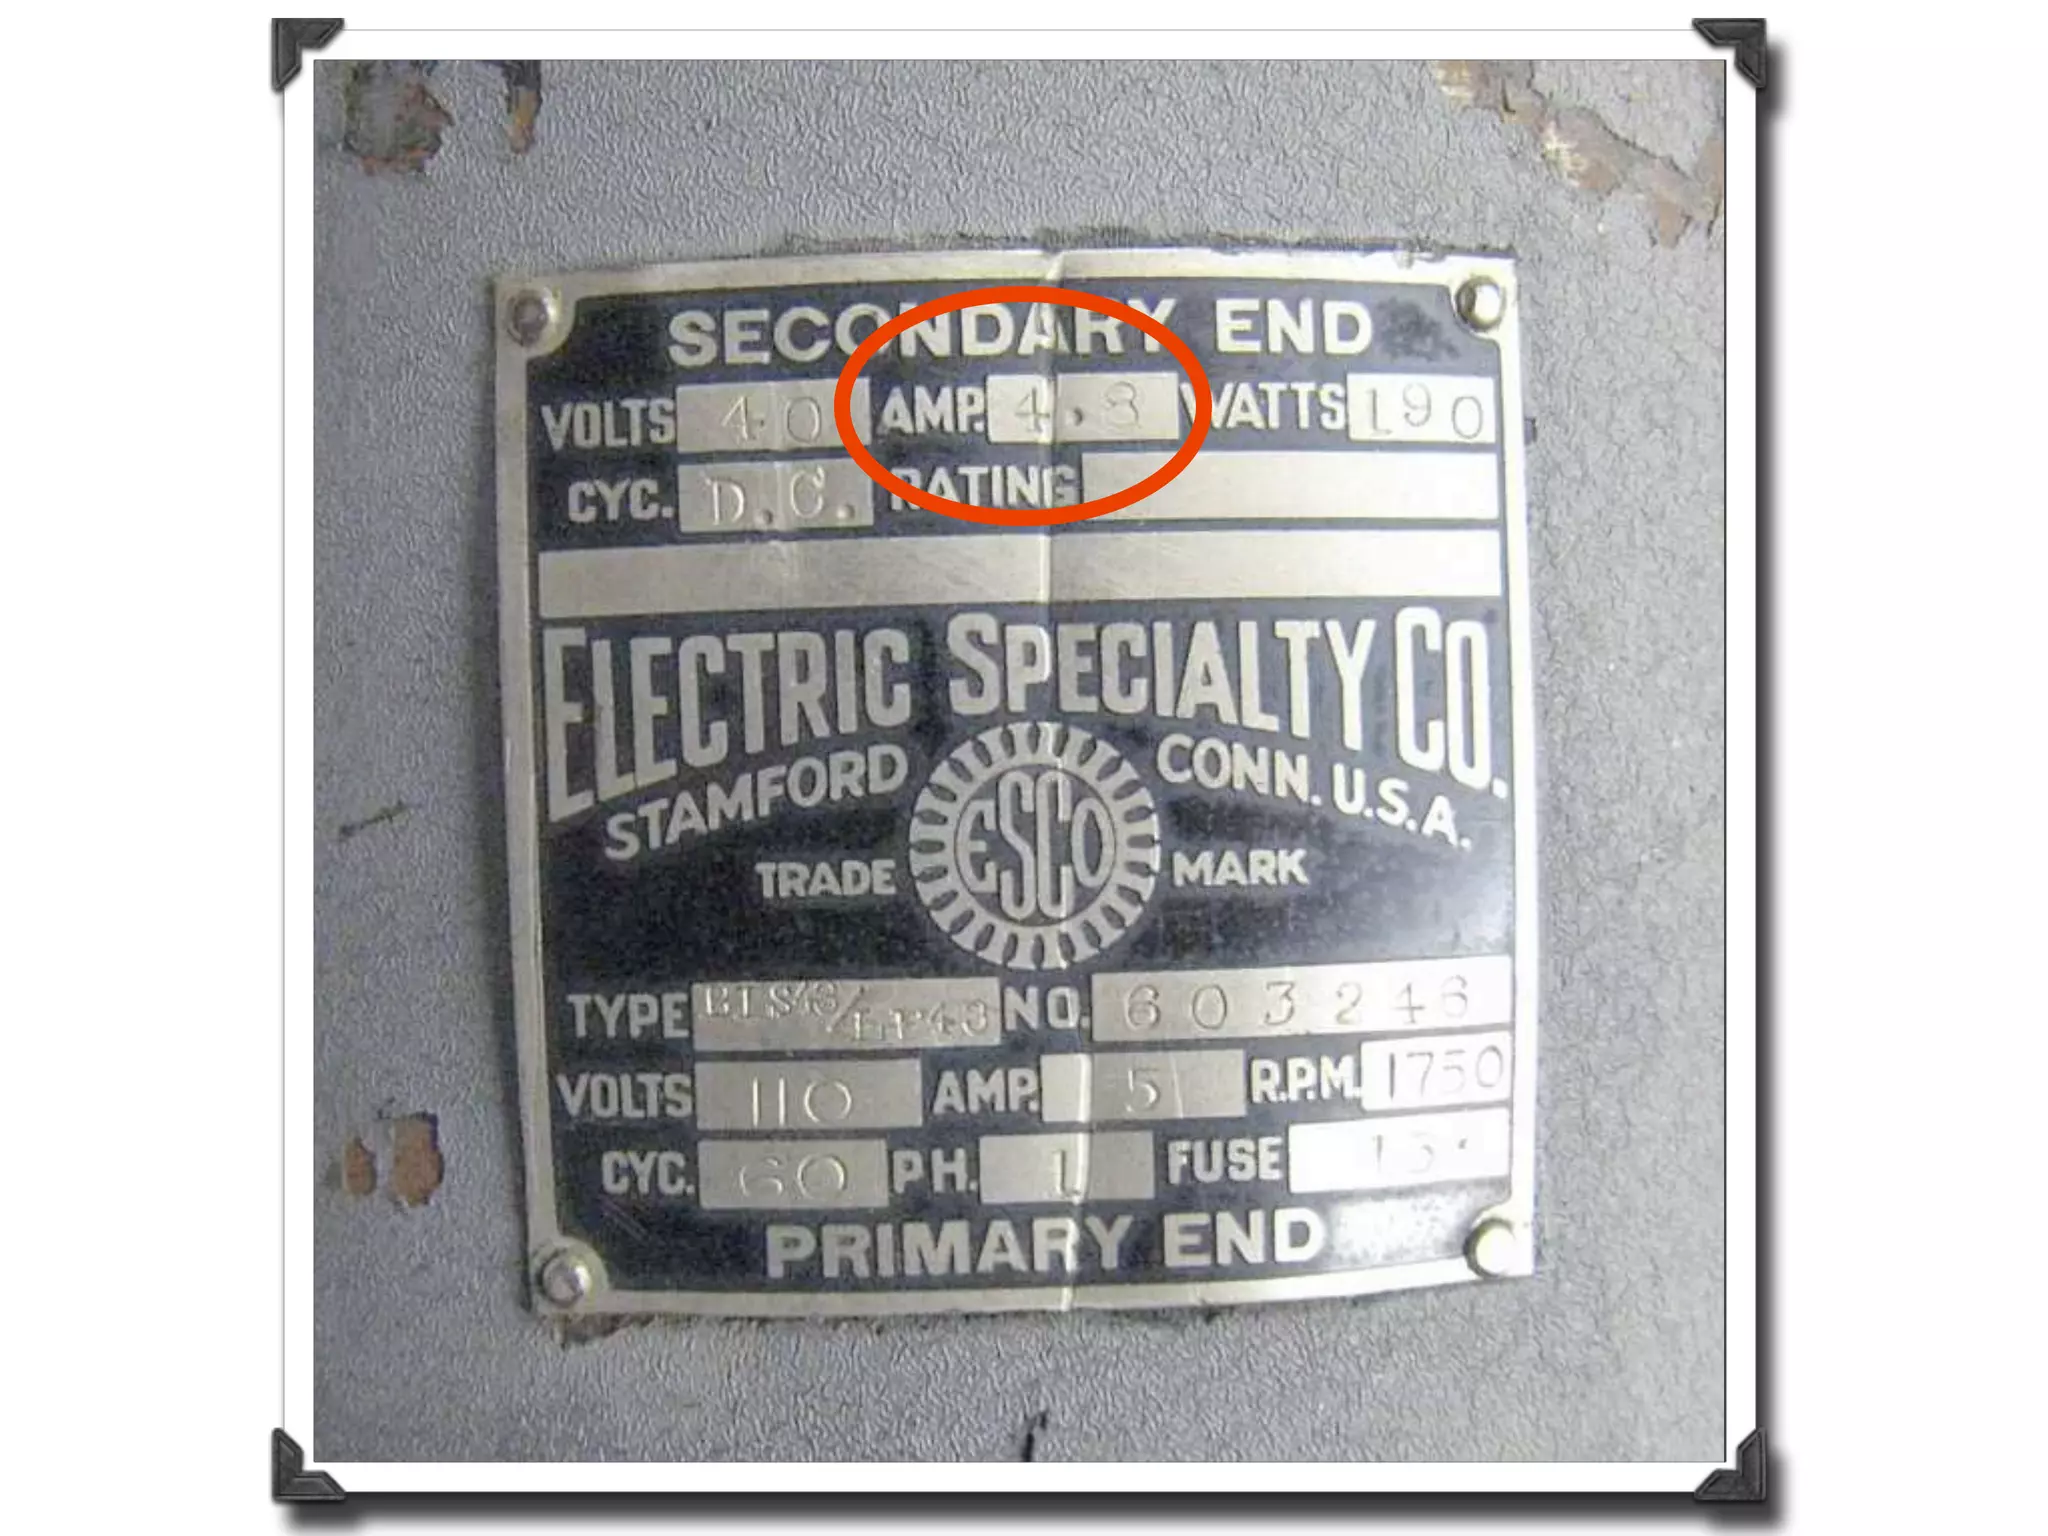 SECONDARY END
VOLTS 40 AMP. 4.8 WATTS 190
CYC. D.C. RATING
ELECTRIC SPECIALTY CO.
STAMFORD CONN. U.S.A.
TRADE ESCO MARK
TYPE NO. 603246
VOLTS 110 AMP. 5 R.P.M. 1750
CYC. 60 PH. 1 FUSE
PRIMARY END